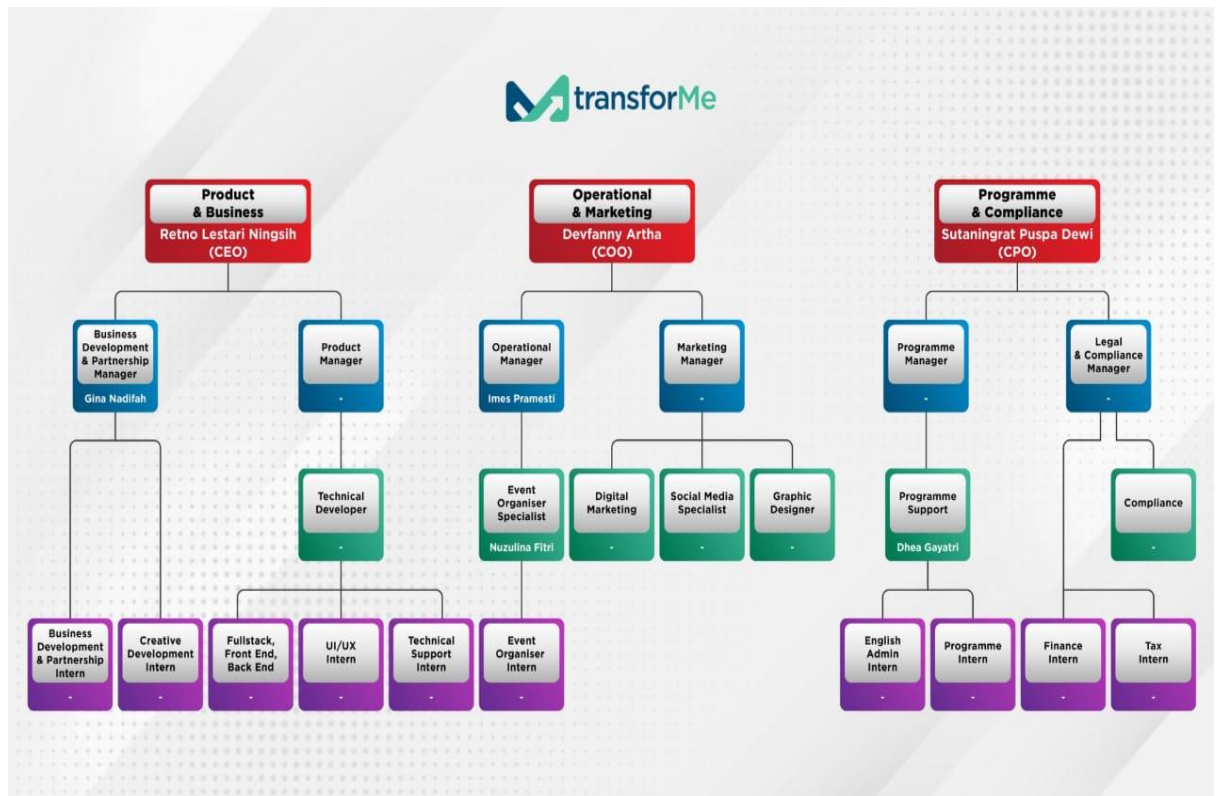 transforMe
Product
& Business
Retno Lestari Ningsih
(CEO)
Operational
& Marketing
Devfanny Artha
(COO)
Programme
& Compliance
Sutaningrat Puspa Dewi
(CPO)
Business
Development
& Partnership
Manager
Gina Nadifah
Product
Manager
-
Operational
Manager
Imes Pramesti
Marketing
Manager
-
Programme
Manager
-
Legal
& Compliance
Manager
-
Technical
Developer
-
Event
Organiser
Specialist
Nuzulina Fitri
Digital
Marketing
-
Social Media
Specialist
-
Graphic
Designer
-
Programme
Support
Dhea Gayatri
Compliance
-
Business
Development
& Partnership
Intern
-
Creative
Development
Intern
-
Fullstack,
Front End,
Back End
-
UI/UX
Intern
-
Technical
Support
Intern
-
Event
Organiser
Intern
-
English
Admin
Intern
-
Programme
Intern
-
Finance
Intern
-
Tax
Intern
-